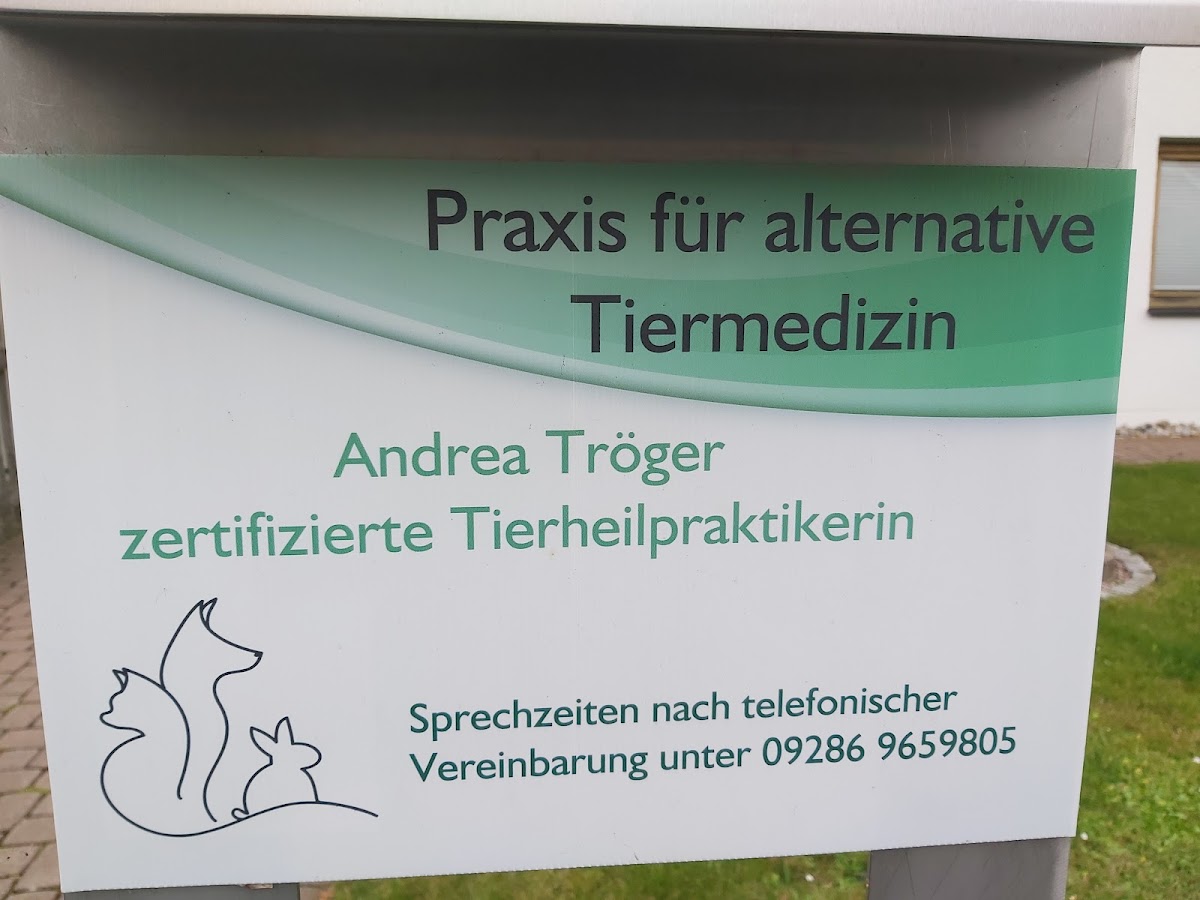 Praxis für alternative
Tiermedizin
Andrea Tröger
zertifizierte Tierheilpraktikerin
Sprechzeiten nach telefonischer
Vereinbarung unter 09286 9659805